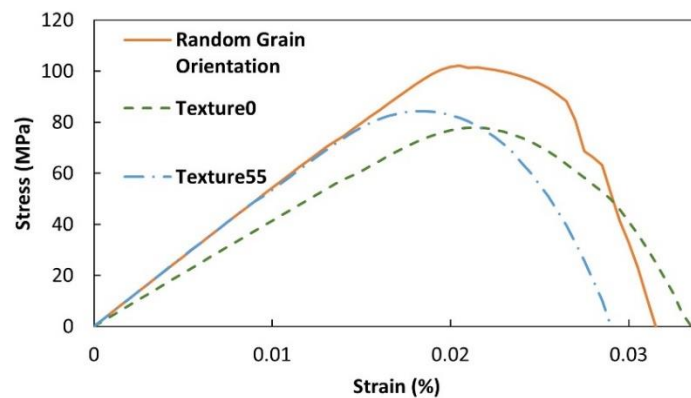 120
100
80
60
40
20
0
Stress (MPa)
Random Grain
Orientation
Texture0
Texture55
0
0.01
0.02
0.03
Strain (%)